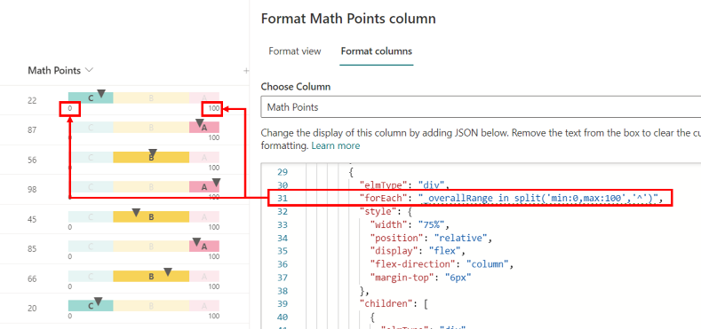 Format Math Points column
Format view
Format columns
Math Points
Choose Column
Math Points
Change the display of this column by adding JSON below. Remove the text from the box to clear the cu
formatting. Learn more
22
C B A
0 100
87
C B A
0 100
56
C B A
0 100
98
C B A
0 100
45
C B A
0 100
85
C B A
0 100
66
C B A
0 100
20
C B A
0 100
29 {
30 "elmType": "div",
31 "forEach": "_overallRange in split('min:0,max:100','^')",
32 "style": {
33 "width": "75%",
34 "position": "relative",
35 "display": "flex",
36 "flex-direction": "column",
37 "margin-top": "6px"
38 },
39 "children": [
40 {
41 "elmType": "div"